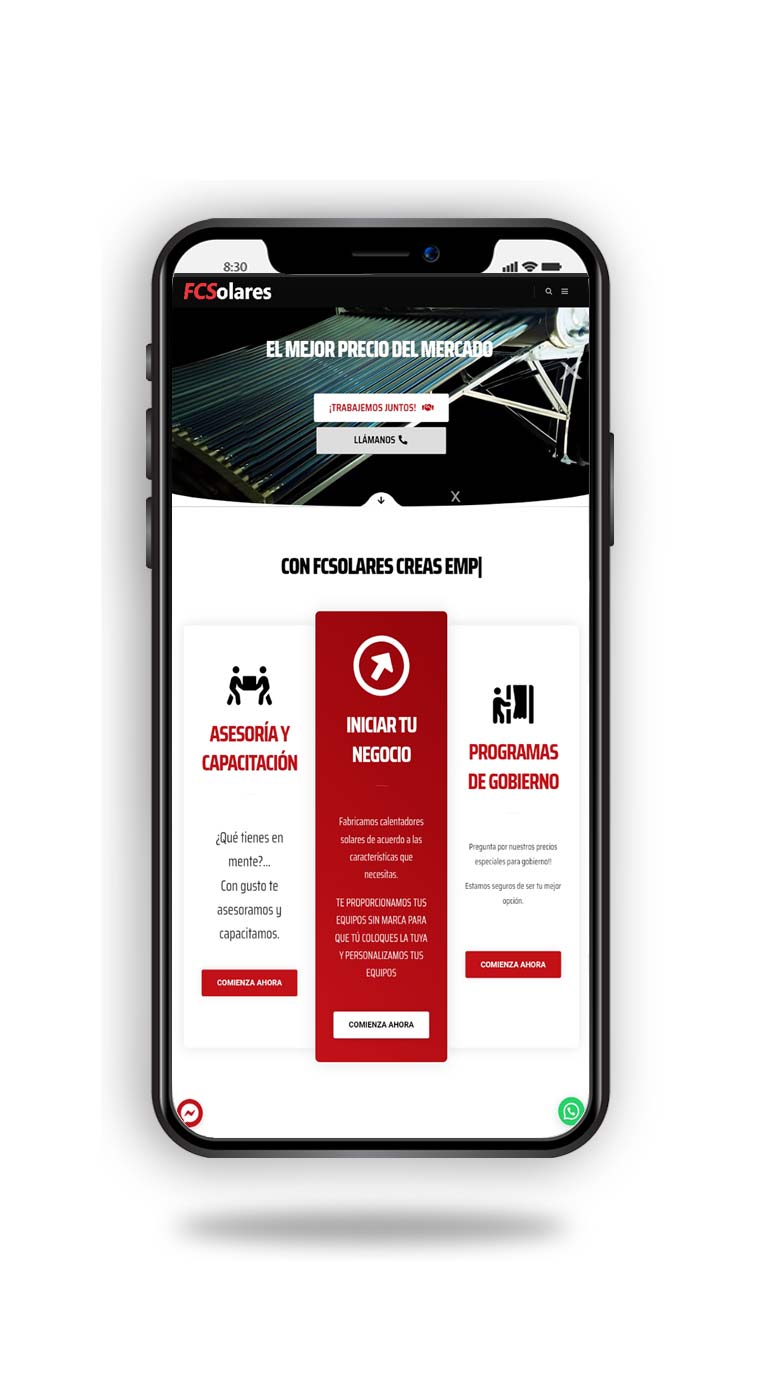 8:30
FCSolares
EL MEJOR PRECIO DEL MERCADO
¡TRABAJEMOS JUNTOS!
LLÁMANOS
X
CON FCSOLARES CREAS EMP|
ASESORÍA Y
CAPACITACIÓN
¿Qué tienes en
mente?...
Con gusto te
asesoramos y
capacitamos.
COMIENZA AHORA
INICIAR TU
NEGOCIO
Fabricamos calentadores
solares de acuerdo a las
características que
necesitas.
TE PROPORCIONAMOS TUS
EQUIPOS SIN MARCA PARA
QUE TÚ COLOQUES LA TUYA
Y PERSONALIZAMOS TUS
EQUIPOS
COMIENZA AHORA
PROGRAMAS
DE GOBIERNO
Pregunta por nuestros precios
especiales para gobierno!!
Estamos seguros de ser tu mejor
opción.
COMIENZA AHORA